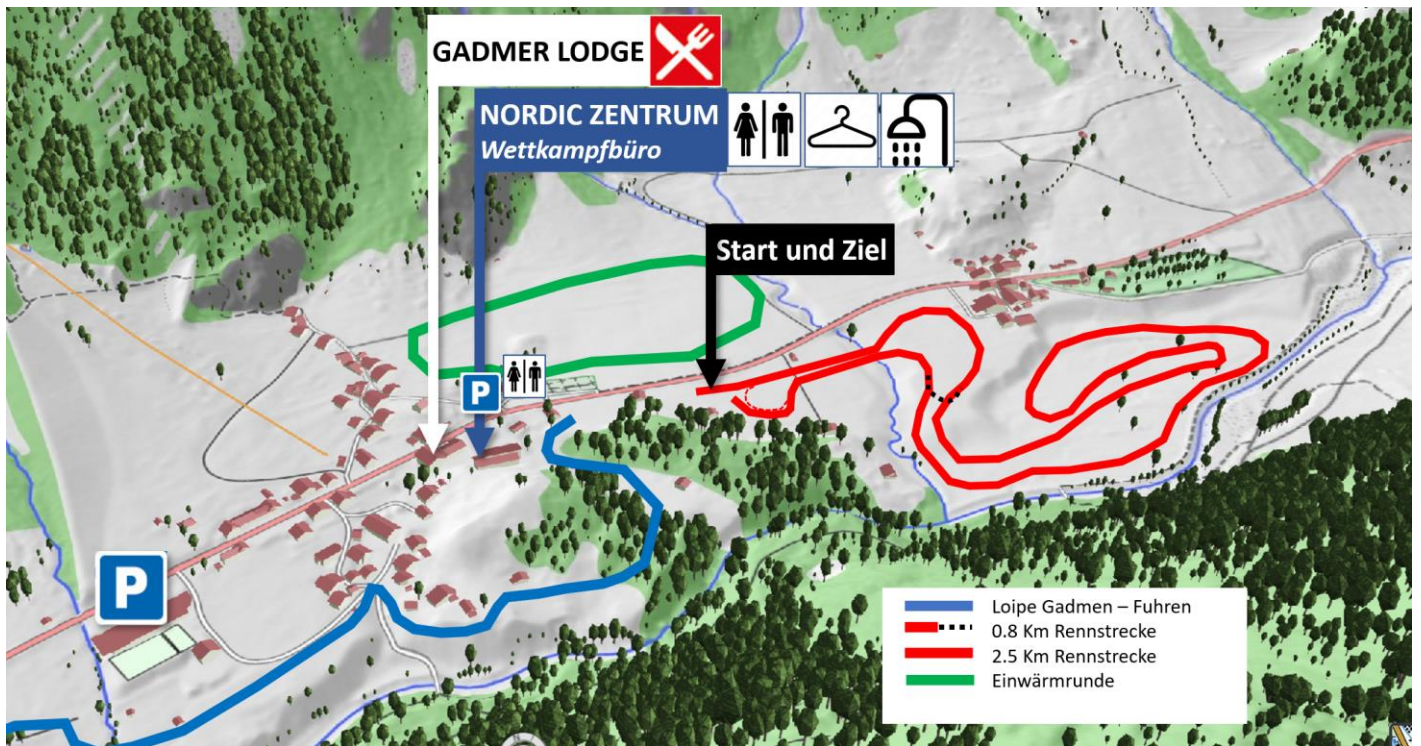 GADMER LODGE
NORDIC ZENTRUM
Wettkampfbüro
Start und Ziel
P
P
Loipe Gadmen – Fuhren
0.8 Km Rennstrecke
2.5 Km Rennstrecke
Einwärmrunde